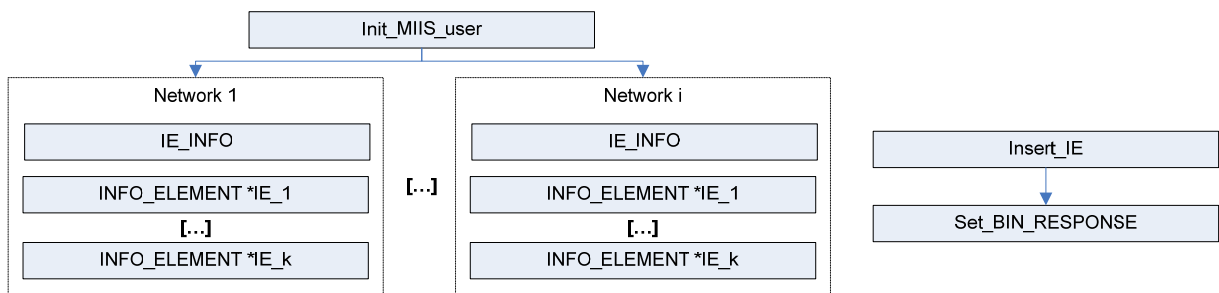 Init_MIIS_user
Network 1
IE_INFO
INFO_ELEMENT *IE_1
[...]
INFO_ELEMENT *IE_k
[...]
Network i
IE_INFO
INFO_ELEMENT *IE_1
[...]
INFO_ELEMENT *IE_k
Insert_IE
Set_BIN_RESPONSE